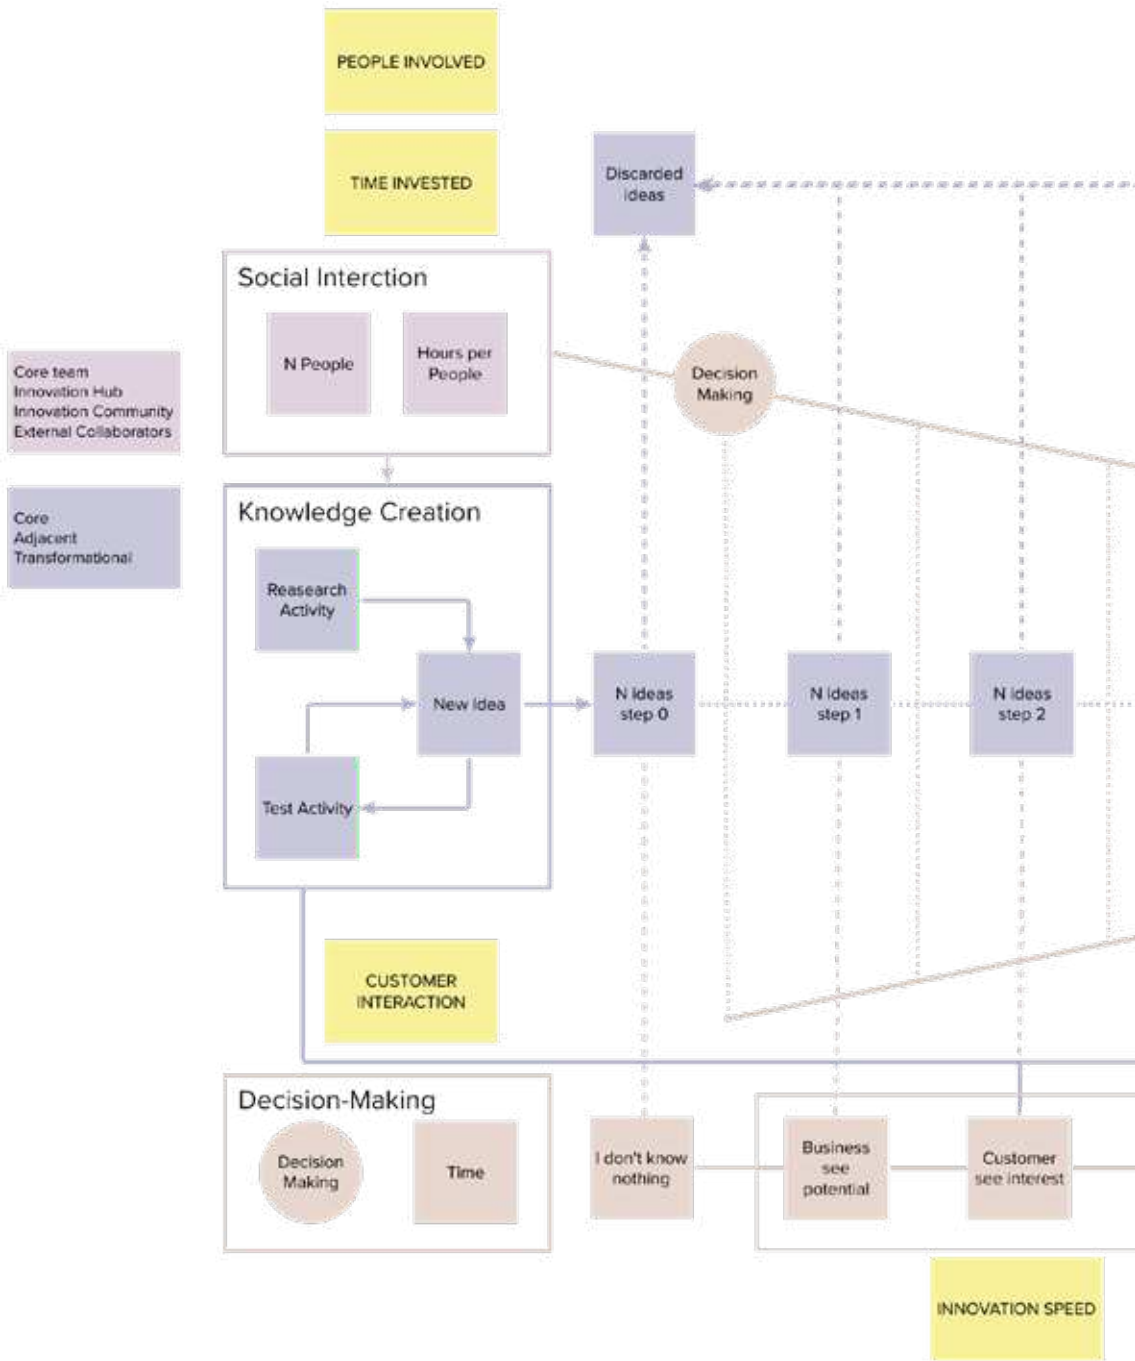 PEOPLE INVOLVED
TIME INVESTED
Discarded
ideas
Social Interction
N People
Hours per
People
Decision
Making
Core team
Innovation Hub
Innovation Community
External Collaborators
Core
Adjacent
Transformational
Knowledge Creation
Reasearch
Activity
New Idea
Test Activity
N ideas
step 0
N ideas
step 1
N ideas
step 2
CUSTOMER
INTERACTION
Decision-Making
Decision
Making
Time
I don't know
nothing
Business
see
potential
Customer
see interest
INNOVATION SPEED